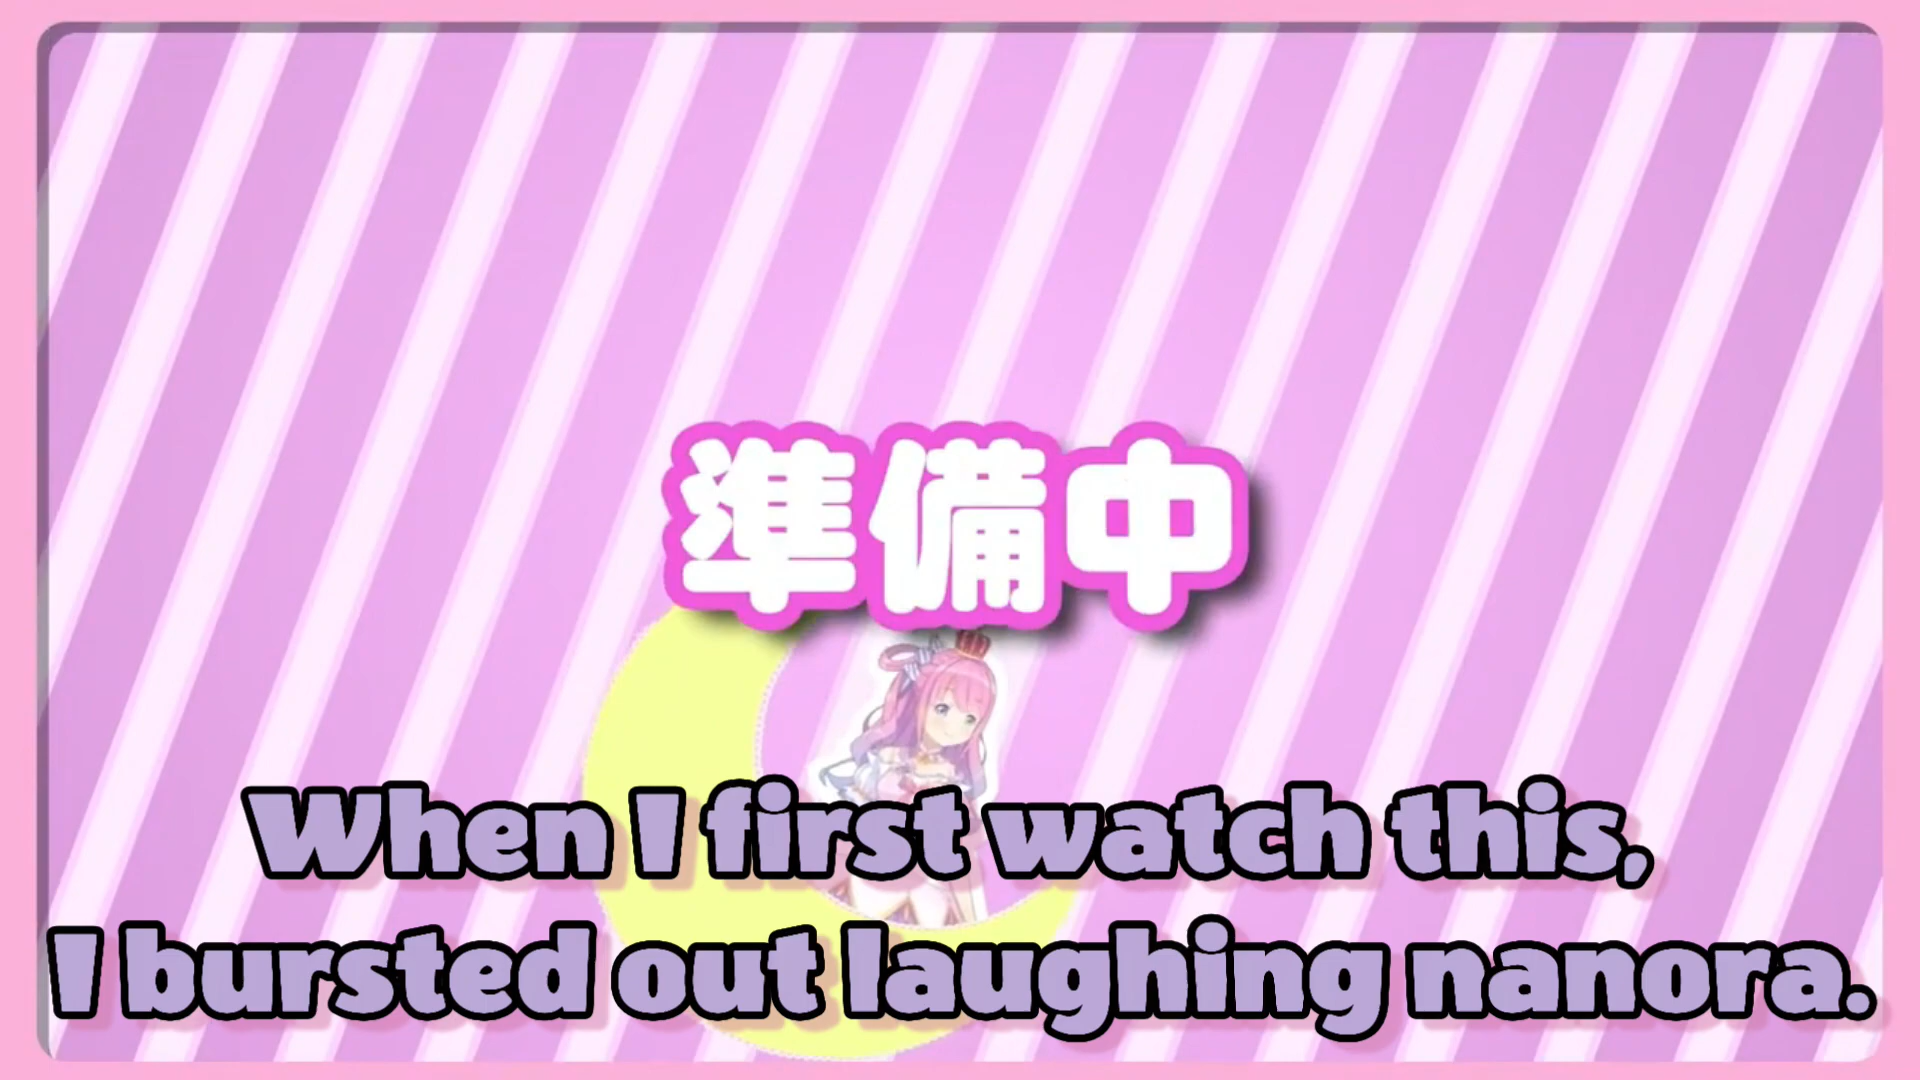 準備中
When I first watch this,
I bursted out laughing nanora.